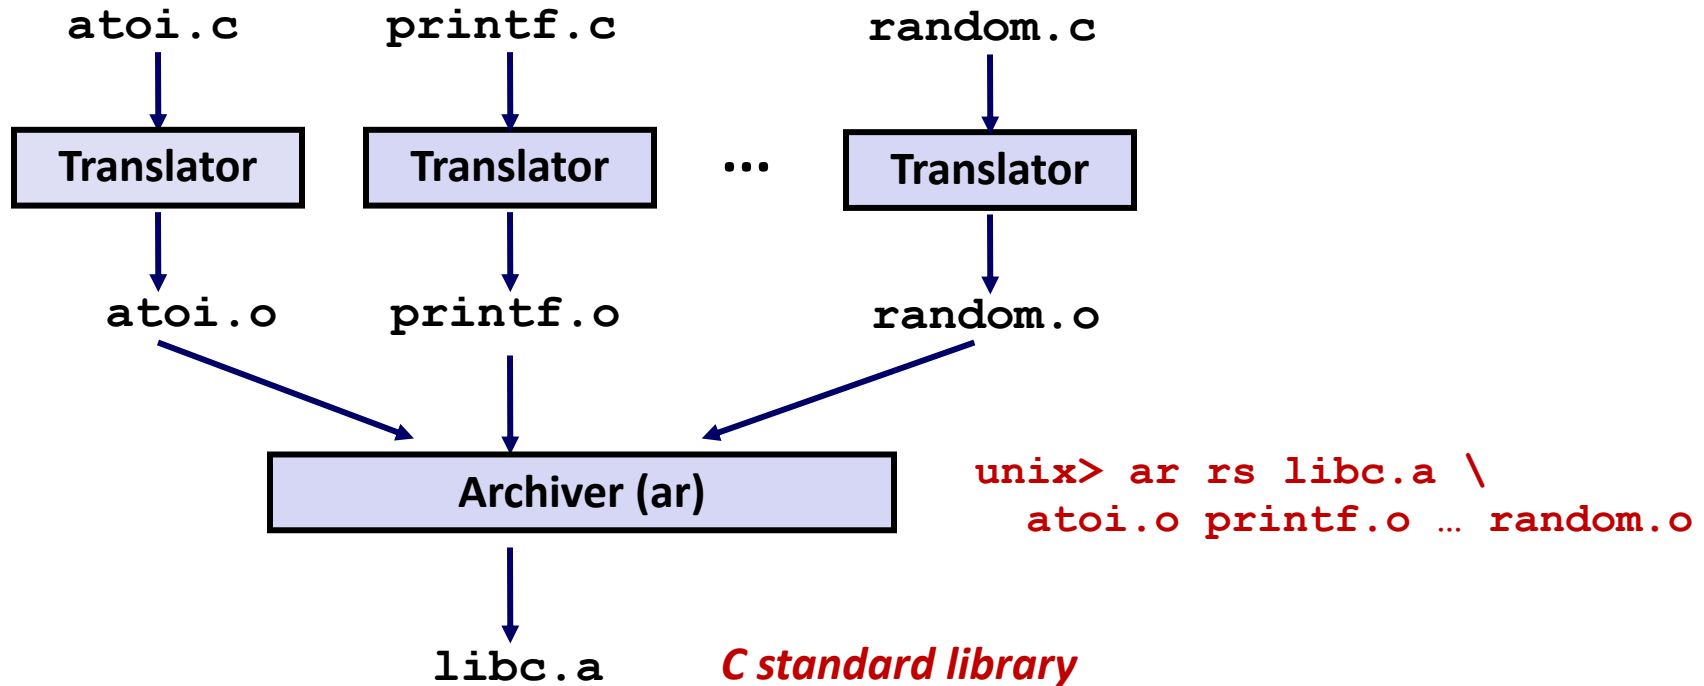 atoi.c printf.c random.c
Translator Translator ... Translator
atoi.o printf.o random.o
Archiver (ar)
unix> ar rs libc.a \
atoi.o printf.o … random.o
libc.a C standard library